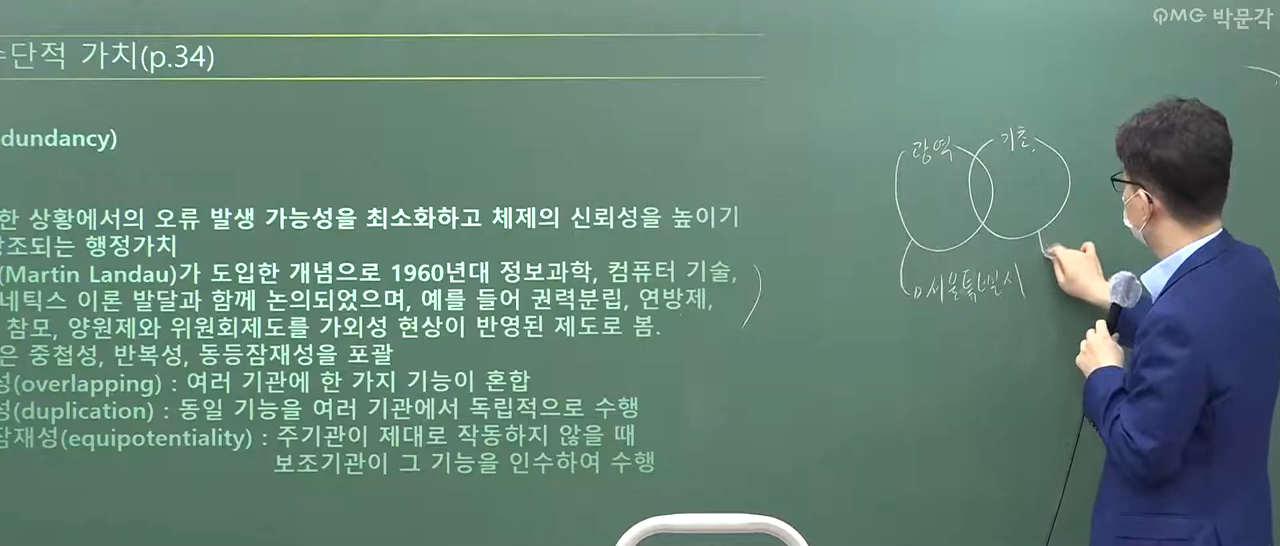 QMG 박문각
단적 가치(p.34)
dundancy)
광역
기초
한 상황에서의 오류 발생 가능성을 최소화하고 체제의 신뢰성을 높이기
조되는 행정가치
(Martin Landau)가 도입한 개념으로 1960년대 정보과학, 컴퓨터 기술,
네틱스 이론 발달과 함께 논의되었으며, 예를 들어 권력분립, 연방제,
참모, 양원제와 위원회제도를 가외성 현상이 반영된 제도로 봄.
은 중첩성, 반복성, 동등잠재성을 포괄
성(overlapping) : 여러 기관에 한 가지 기능이 혼합
성(duplication) : 동일 기능을 여러 기관에서 독립적으로 수행
잠재성(equipotentiality) : 주기관이 제대로 작동하지 않을 때
보조기관이 그 기능을 인수하여 수행